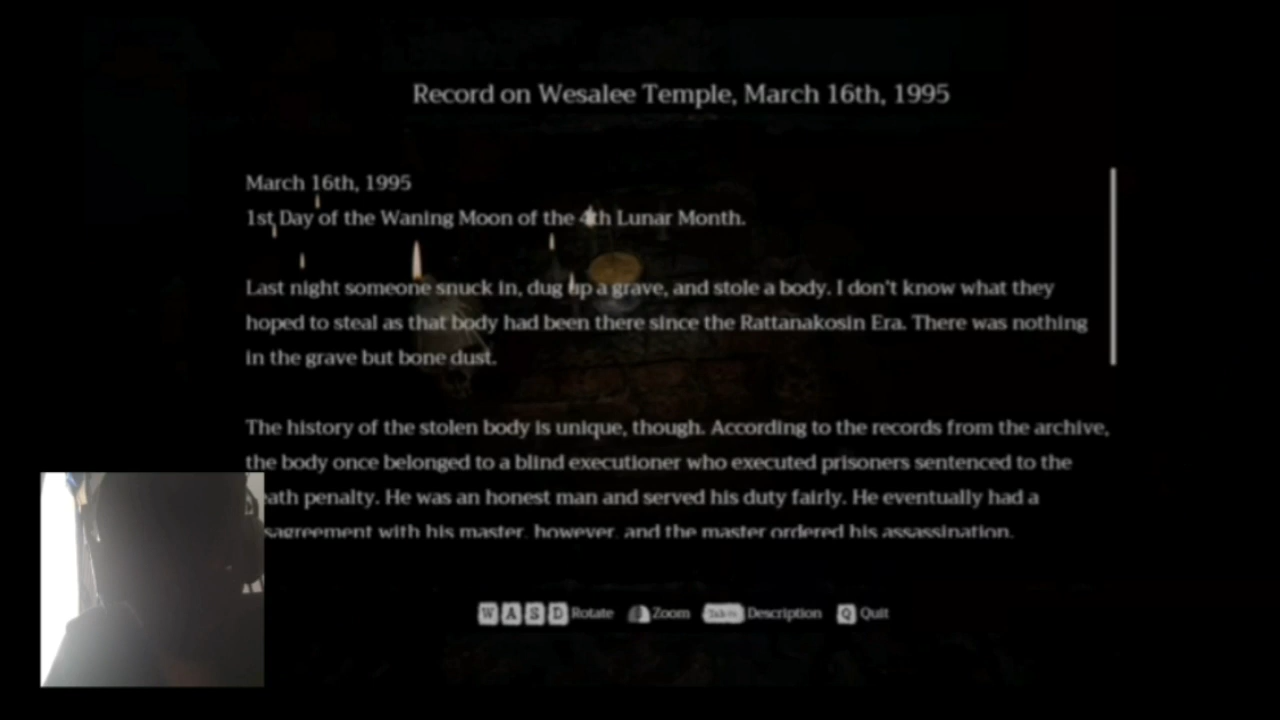 Record on Wesalee Temple, March 16th, 1995
March 16th, 1995
1st Day of the Waning Moon of the 4th Lunar Month.
Last night someone snuck in, dug up a grave, and stole a body. I don't know what they
hoped to steal as that body had been there since the Rattanakosin Era. There was nothing
in the grave but bone dust.
The history of the stolen body is unique, though. According to the records from the archive,
the body once belonged to a blind executioner who executed prisoners sentenced to the
eath penalty. He was an honest man and served his duty fairly. He eventually had a
sagreement with his master, however, and the master ordered his assassination.
W A S D Rotate Zoom Description Q Quit